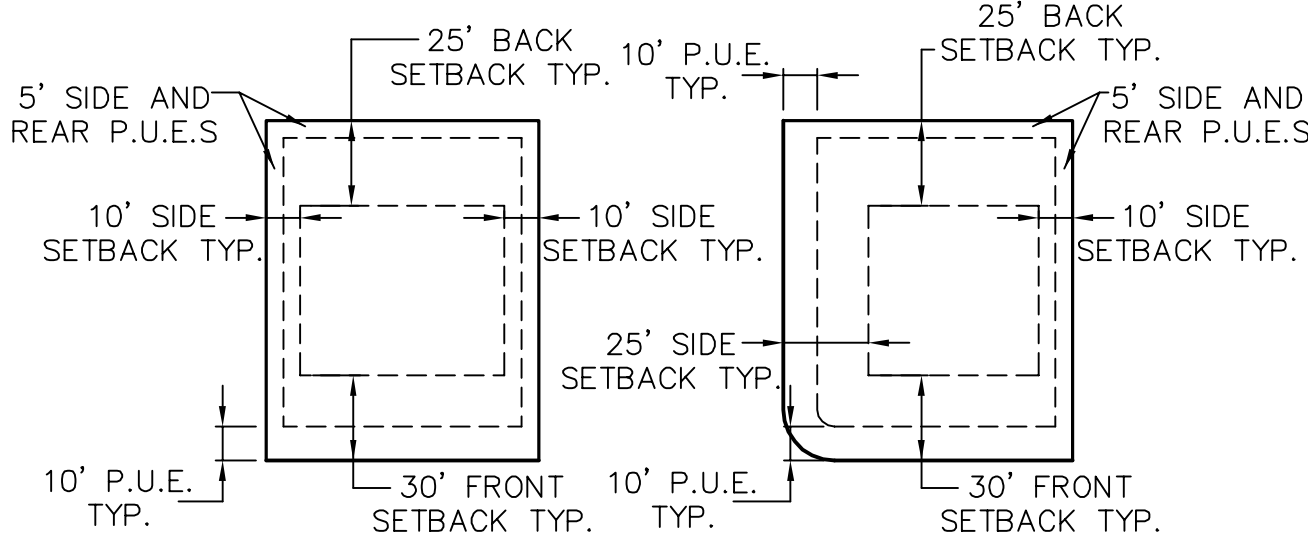 25' BACK
SETBACK TYP.
5' SIDE AND
REAR P.U.E.S
10' SIDE
SETBACK TYP.
10' SIDE
SETBACK TYP.
10' P.U.E.
TYP.
30' FRONT
SETBACK TYP.
25' BACK
SETBACK TYP.
10' P.U.E.
TYP.
5' SIDE AND
REAR P.U.E.S
10' SIDE
SETBACK TYP.
25' SIDE
SETBACK TYP.
10' P.U.E.
TYP.
30' FRONT
SETBACK TYP.